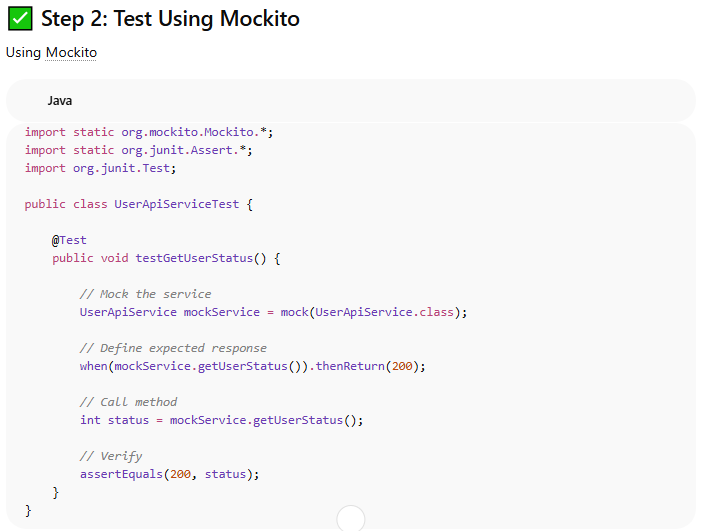 ✅ Step 2: Test Using Mockito
Using Mockito
Java
import static org.mockito.Mockito.*;
import static org.junit.Assert.*;
import org.junit.Test;

public class UserApiServiceTest {

    @Test
    public void testGetUserStatus() {

        // Mock the service
        UserApiService mockService = mock(UserApiService.class);

        // Define expected response
        when(mockService.getUserStatus()).thenReturn(200);

        // Call method
        int status = mockService.getUserStatus();

        // Verify
        assertEquals(200, status);
    }
}